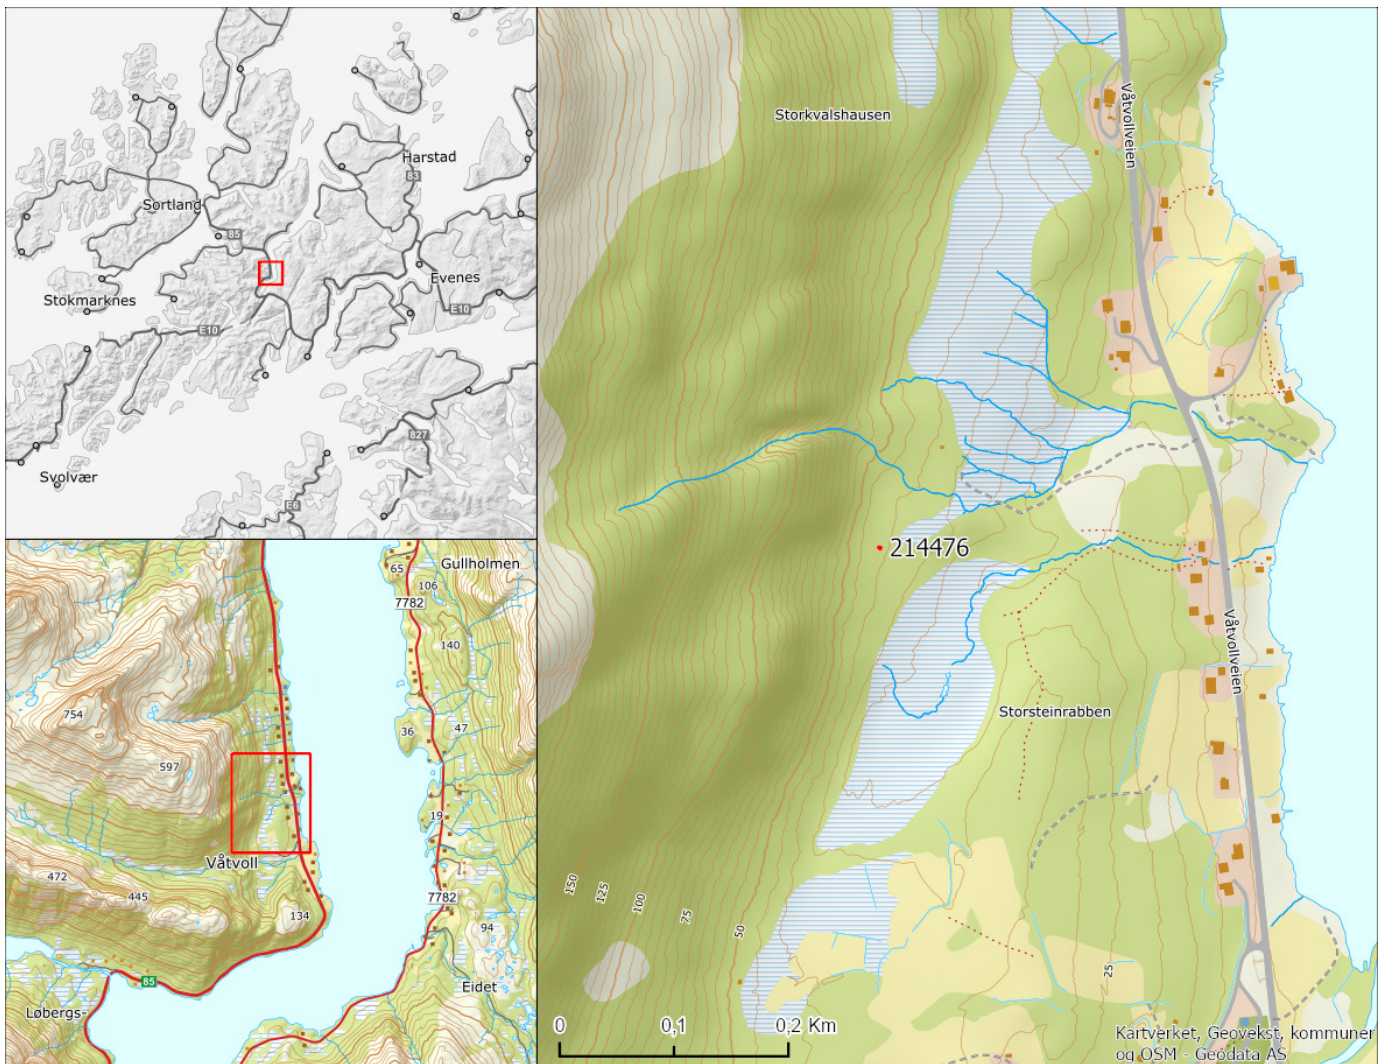 Harstad
83
Sortland
85
Evenes
Stokmarknes
E10
E10
827
Svolvær
E6
Gullholmen
65
106
7782
140
754
36
47
597
19
Våtvoll
472
445
7782
134
94
85
Eidet
Løbergs-
Storkvalshausen
Våtvollveien
214476
Våtvollveien
Storsteinrabben
150
125
100
75
50
25
0
0,1
0,2 Km
Kartverket, Geovekst, kommuner
og OSM - Geodata AS